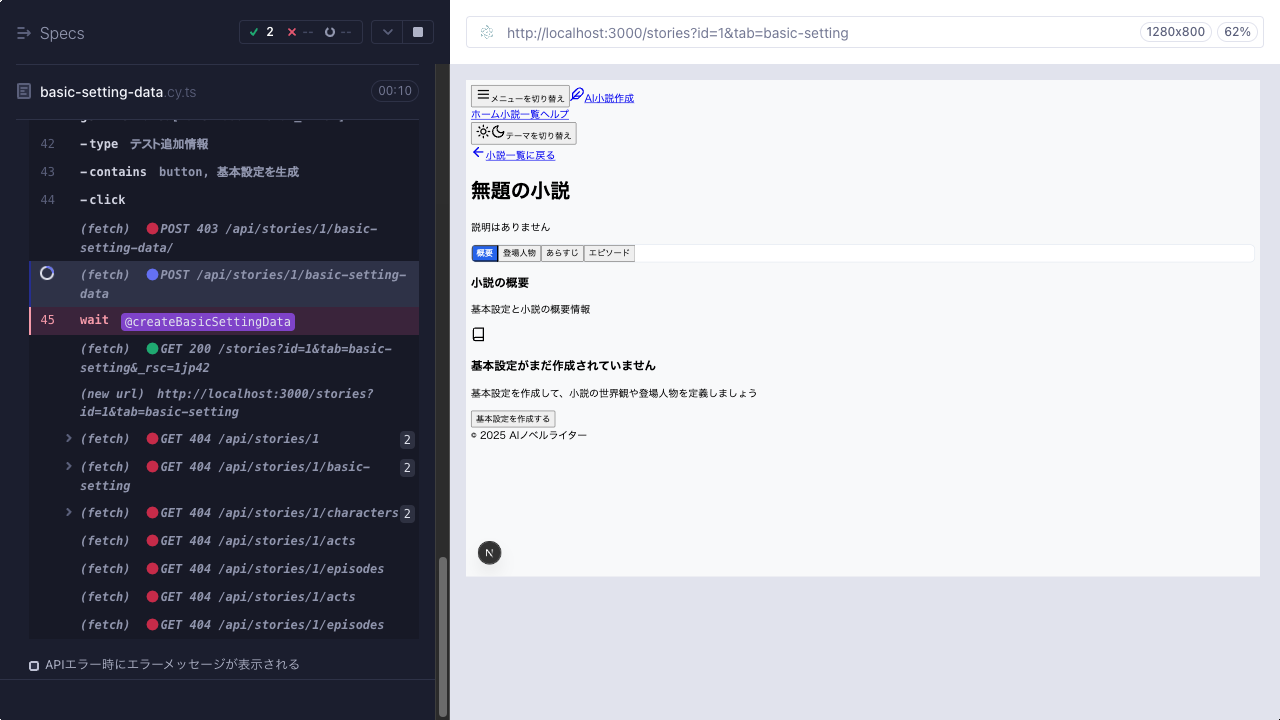 Specs
2
--
--
basic-setting-data.cy.ts
00:10
42 -type テスト追加情報
43 -contains button, 基本設定を生成
44 -click
(fetch) POST 403 /api/stories/1/basic-
setting-data/
(fetch) POST /api/stories/1/basic-setting-
data
45 wait @createBasicSettingData
(fetch) GET 200 /stories?id=1&tab=basic-
setting&_rsc=1jp42
(new url) http://localhost:3000/stories?
id=1&tab=basic-setting
(fetch) GET 404 /api/stories/1 2
(fetch) GET 404 /api/stories/1/basic-
setting 2
(fetch) GET 404 /api/stories/1/characters 2
(fetch) GET 404 /api/stories/1/acts
(fetch) GET 404 /api/stories/1/episodes
(fetch) GET 404 /api/stories/1/acts
(fetch) GET 404 /api/stories/1/episodes
APIエラー時にエラーメッセージが表示される
http://localhost:3000/stories?id=1&tab=basic-setting
1280x800
62%
メニューを切り替え AI小説作成
ホーム小説一覧ヘルプ
テーマを切り替え
小説一覧に戻る
無題の小説
説明はありません
概要 登場人物 あらすじ エピソード
小説の概要
基本設定と小説の概要情報
基本設定がまだ作成されていません
基本設定を作成して、小説の世界観や登場人物を定義しましょう
基本設定を作成する
© 2025 AIノベルライター
N